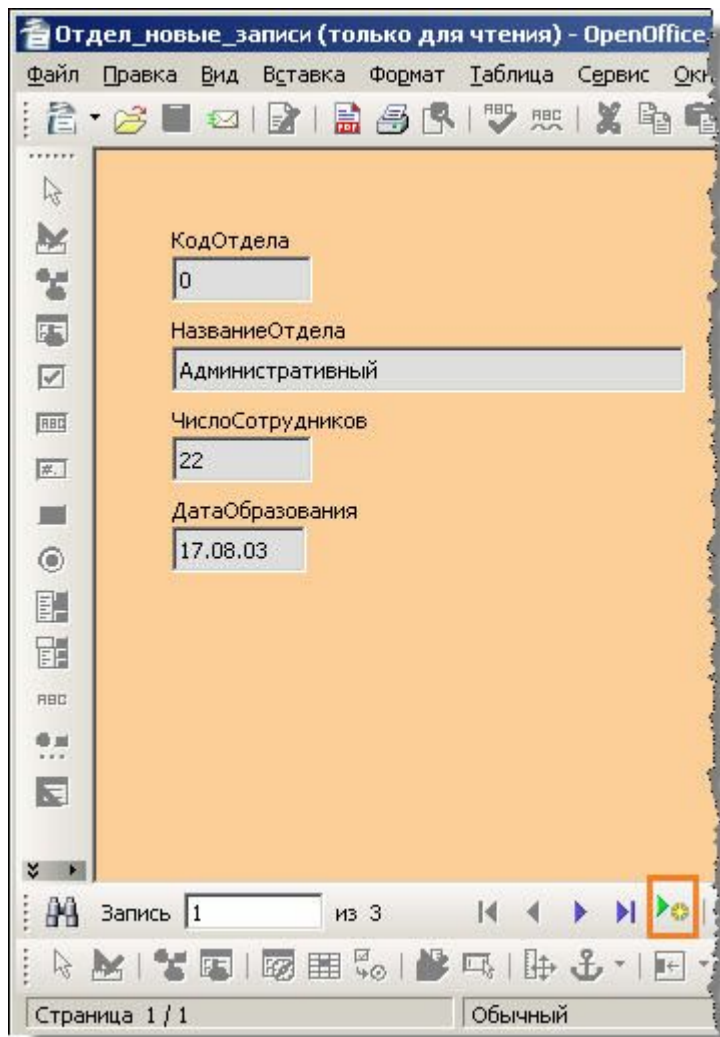 Отдел_новые_записи (только для чтения) - OpenOffice
Файл Правка Вид Вставка Формат Таблица Сервис Окн
КодОтдела
0
НазваниеОтдела
Административный
ЧислоСотрудников
22
ДатаОбразования
17.08.03
Запись 1 из 3
Страница 1 / 1 Обычный